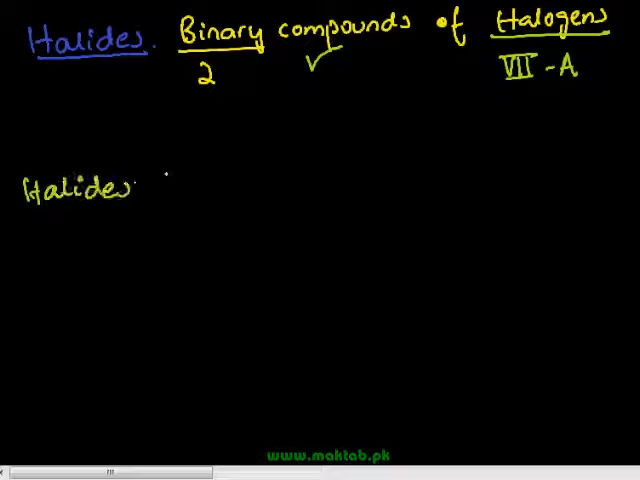 Halides. Binary compounds of Halogens
2 VII-A
Halides
www.maktab.pk